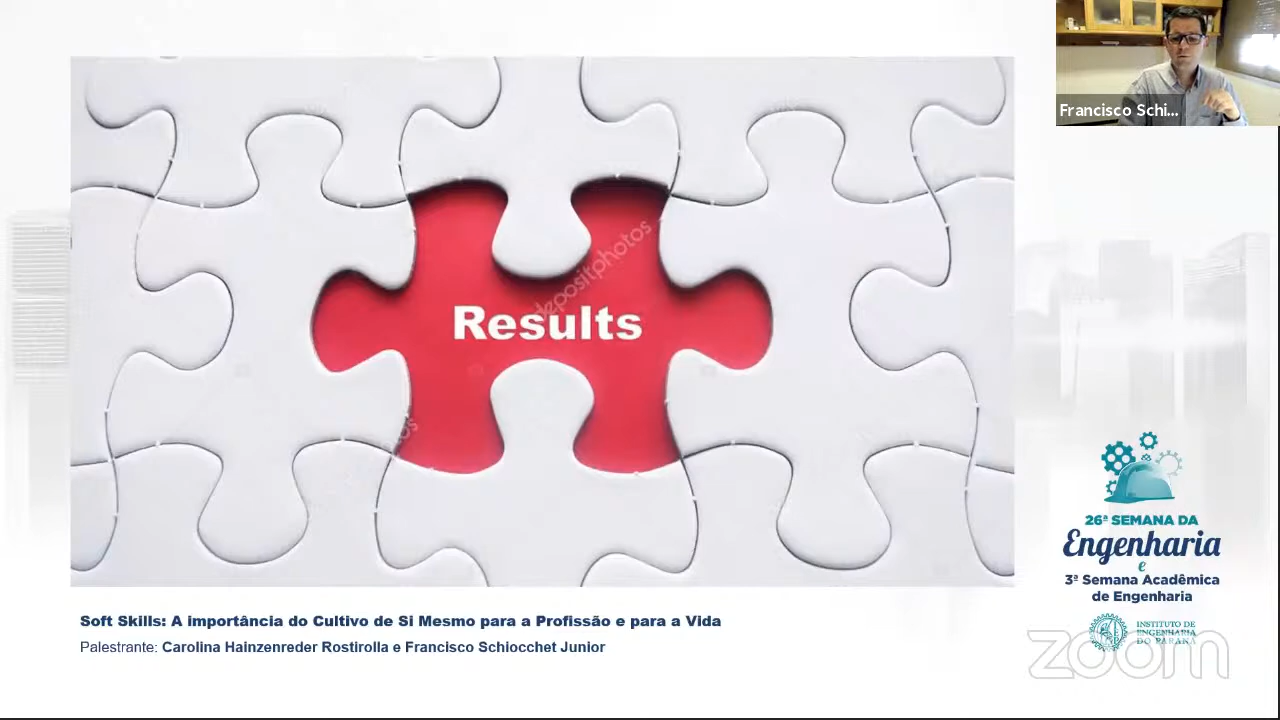 Francisco Schi...
depositphotos
Results
26ª SEMANA DA
Engenharia
e
3ª Semana Acadêmica
de Engenharia
INSTITUTO DE
ENGENHARIA
DO PARANÁ
zoom
Soft Skills: A importância do Cultivo de Si Mesmo para a Profissão e para a Vida
Palestrante: Carolina Hainzenreder Rostirolla e Francisco Schiocchet Junior